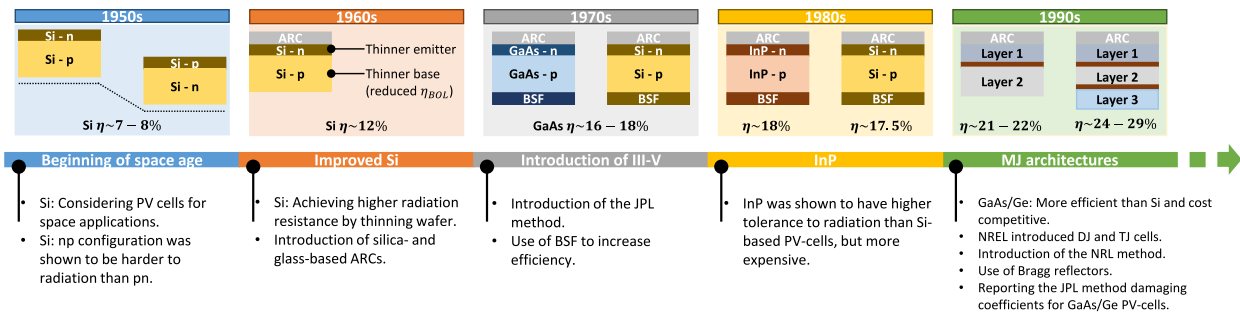 1950s
Si - n
Si - p
Si - p
Si - n
Si η~7 – 8%
1960s
ARC
Si - n
Si - p
Thinner emitter
Thinner base
(reduced η_BOL)
Si η~12%
1970s
ARC
GaAs - n
GaAs - p
BSF
ARC
Si - n
Si - p
BSF
GaAs η~16 – 18%
1980s
ARC
InP - n
InP - p
BSF
ARC
Si - n
Si - p
BSF
η~18%
η~17.5%
1990s
ARC
Layer 1
Layer 2
ARC
Layer 1
Layer 2
Layer 3
η~21 – 22%
η~24 – 29%
Beginning of space age
Improved Si
Introduction of III-V
InP
MJ architectures
• Si: Considering PV cells for
space applications.
• Si: np configuration was
shown to be harder to
radiation than pn.
• Si: Achieving higher radiation
resistance by thinning wafer.
• Introduction of silica- and
glass-based ARCs.
• Introduction of the JPL
method.
• Use of BSF to increase
efficiency.
• InP was shown to have higher
tolerance to radiation than Si-
based PV-cells, but more
expensive.
• GaAs/Ge: More efficient than Si and cost
competitive.
• NREL introduced DJ and TJ cells.
• Introduction of the NRL method.
• Use of Bragg reflectors.
• Reporting the JPL method damaging
coefficients for GaAs/Ge PV-cells.